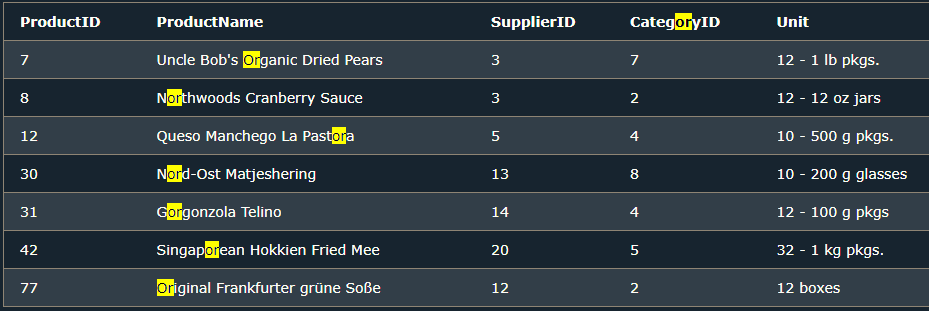 ProductID ProductName SupplierID CategoryID Unit
7 Uncle Bob's Organic Dried Pears 3 7 12 - 1 lb pkgs.
8 Northwoods Cranberry Sauce 3 2 12 - 12 oz jars
12 Queso Manchego La Pastora 5 4 10 - 500 g pkgs.
30 Nord-Ost Matjeshering 13 8 10 - 200 g glasses
31 Gorgonzola Telino 14 4 12 - 100 g pkgs
42 Singaporean Hokkien Fried Mee 20 5 32 - 1 kg pkgs.
77 Original Frankfurter grüne Soße 12 2 12 boxes